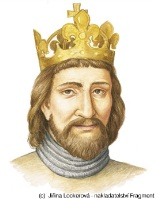 (c) Jiřina Lockerová - nakladatelství Fragment